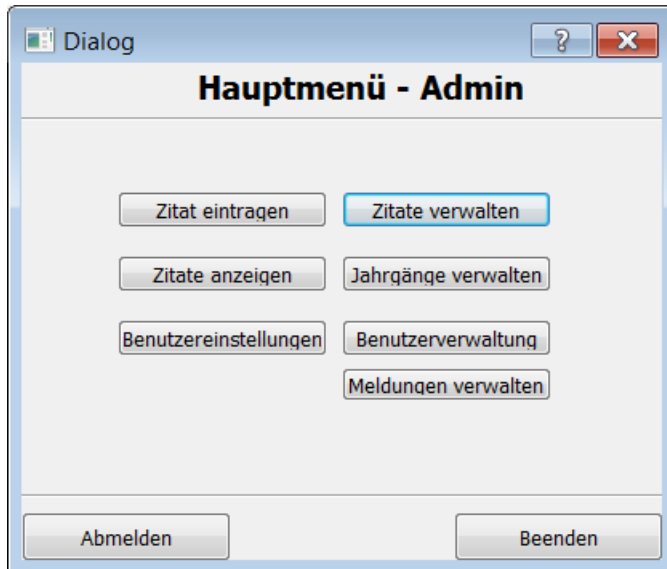 Dialog
Hauptmenü - Admin
Zitat eintragen
Zitate verwalten
Zitate anzeigen
Jahrgänge verwalten
Benutzereinstellungen
Benutzerverwaltung
Meldungen verwalten
Abmelden
Beenden